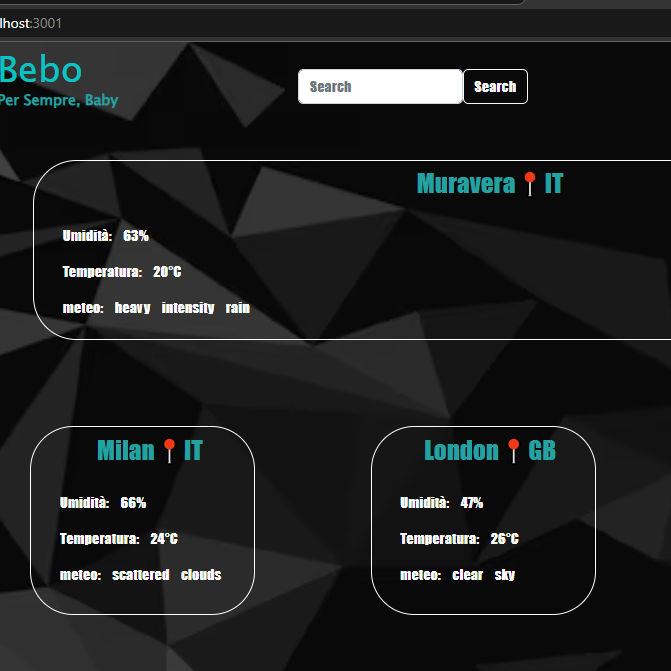 lhost:3001
Bebo
Per Sempre, Baby
Search Search
Muravera 📍 IT
Umidità: 63%
Temperatura: 20°C
meteo: heavy intensity rain
Milan 📍 IT
Umidità: 66%
Temperatura: 24°C
meteo: scattered clouds
London 📍 GB
Umidità: 47%
Temperatura: 26°C
meteo: clear sky